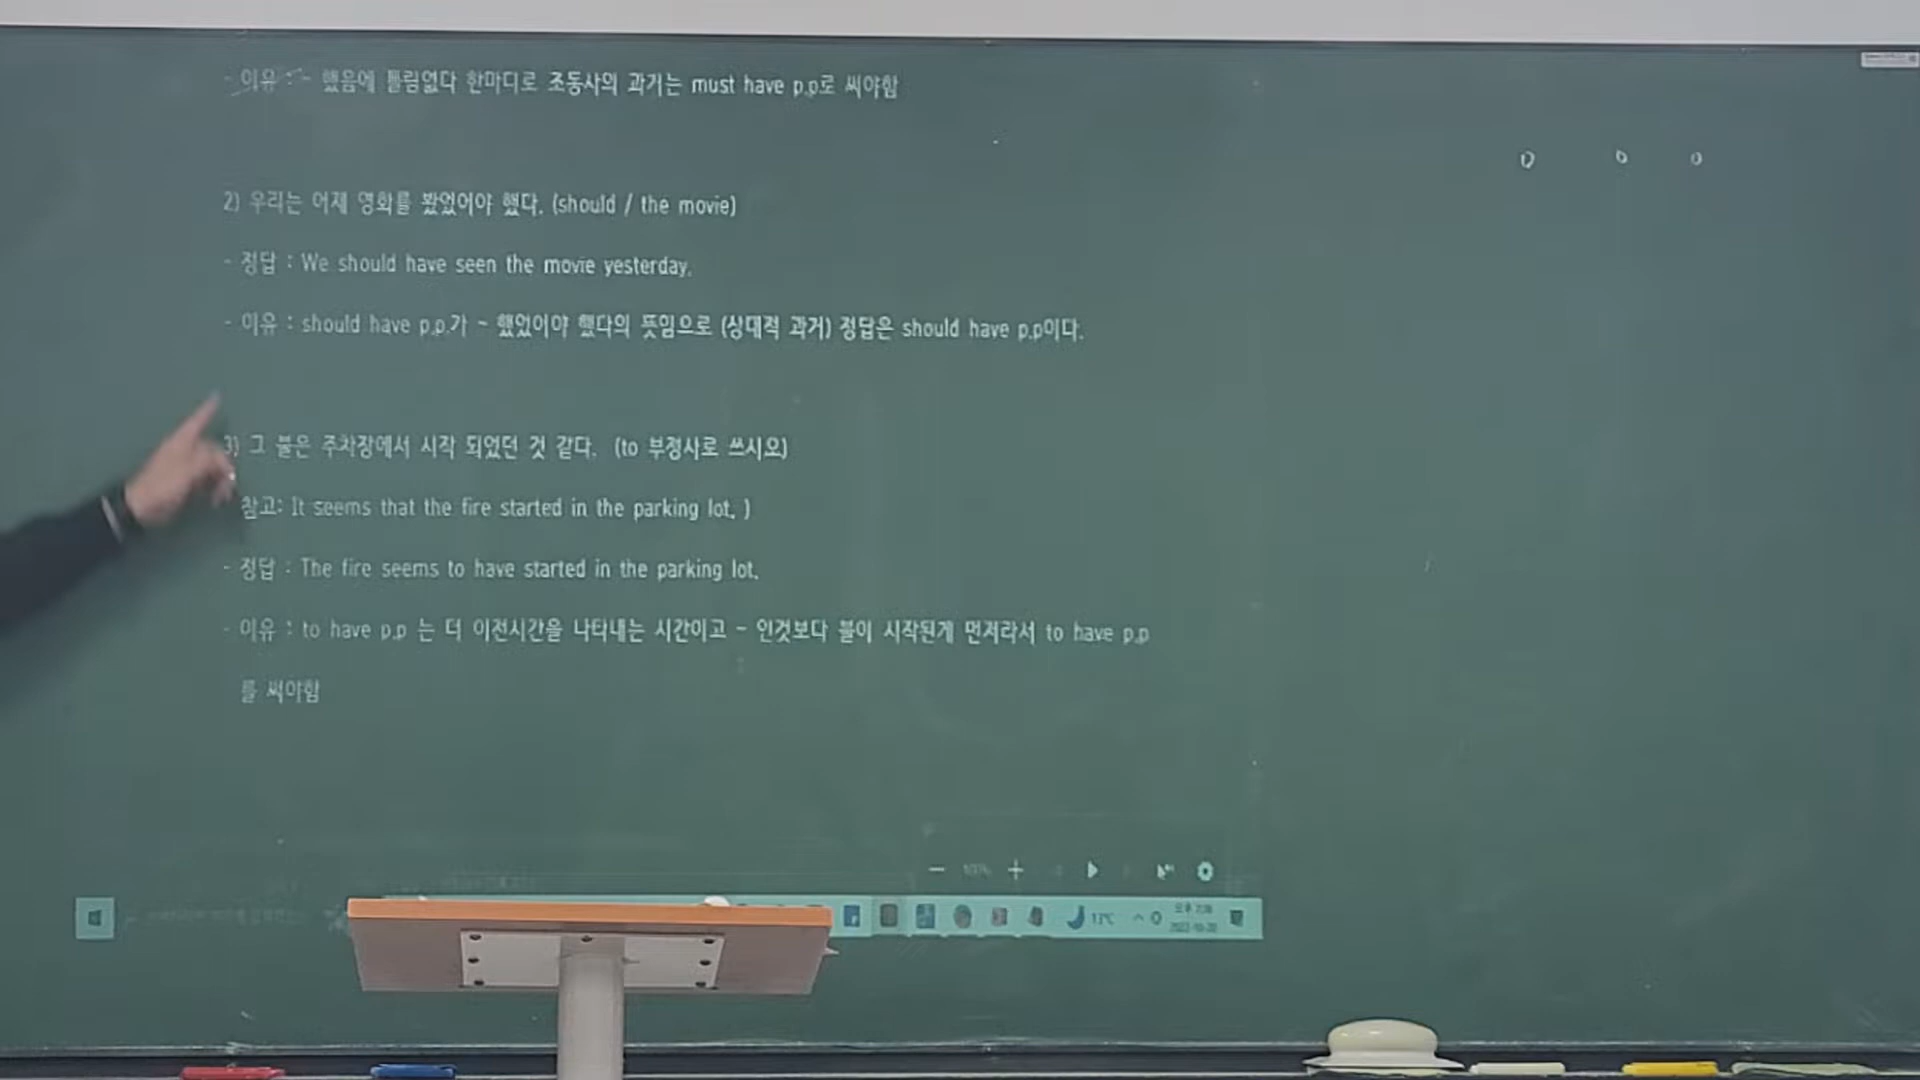 - 이유 : ~ 했음에 틀림없다 한마디로 조동사의 과거는 must have p.p로 써야함
2) 우리는 어제 영화를 봤었어야 했다. (should / the movie)
- 정답 : We should have seen the movie yesterday.
- 이유 : should have p.p.가 ~ 했었어야 했다의 뜻임으로 (상대적 과거) 정답은 should have p.p이다.
3) 그 불은 주차장에서 시작 되었던 것 같다. (to 부정사로 쓰시오)
참고: It seems that the fire started in the parking lot. )
- 정답 : The fire seems to have started in the parking lot.
- 이유 : to have p.p 는 더 이전시간을 나타내는 시간이고 ~ 인것보다 불이 시작된게 먼저라서 to have p.p
를 써야함